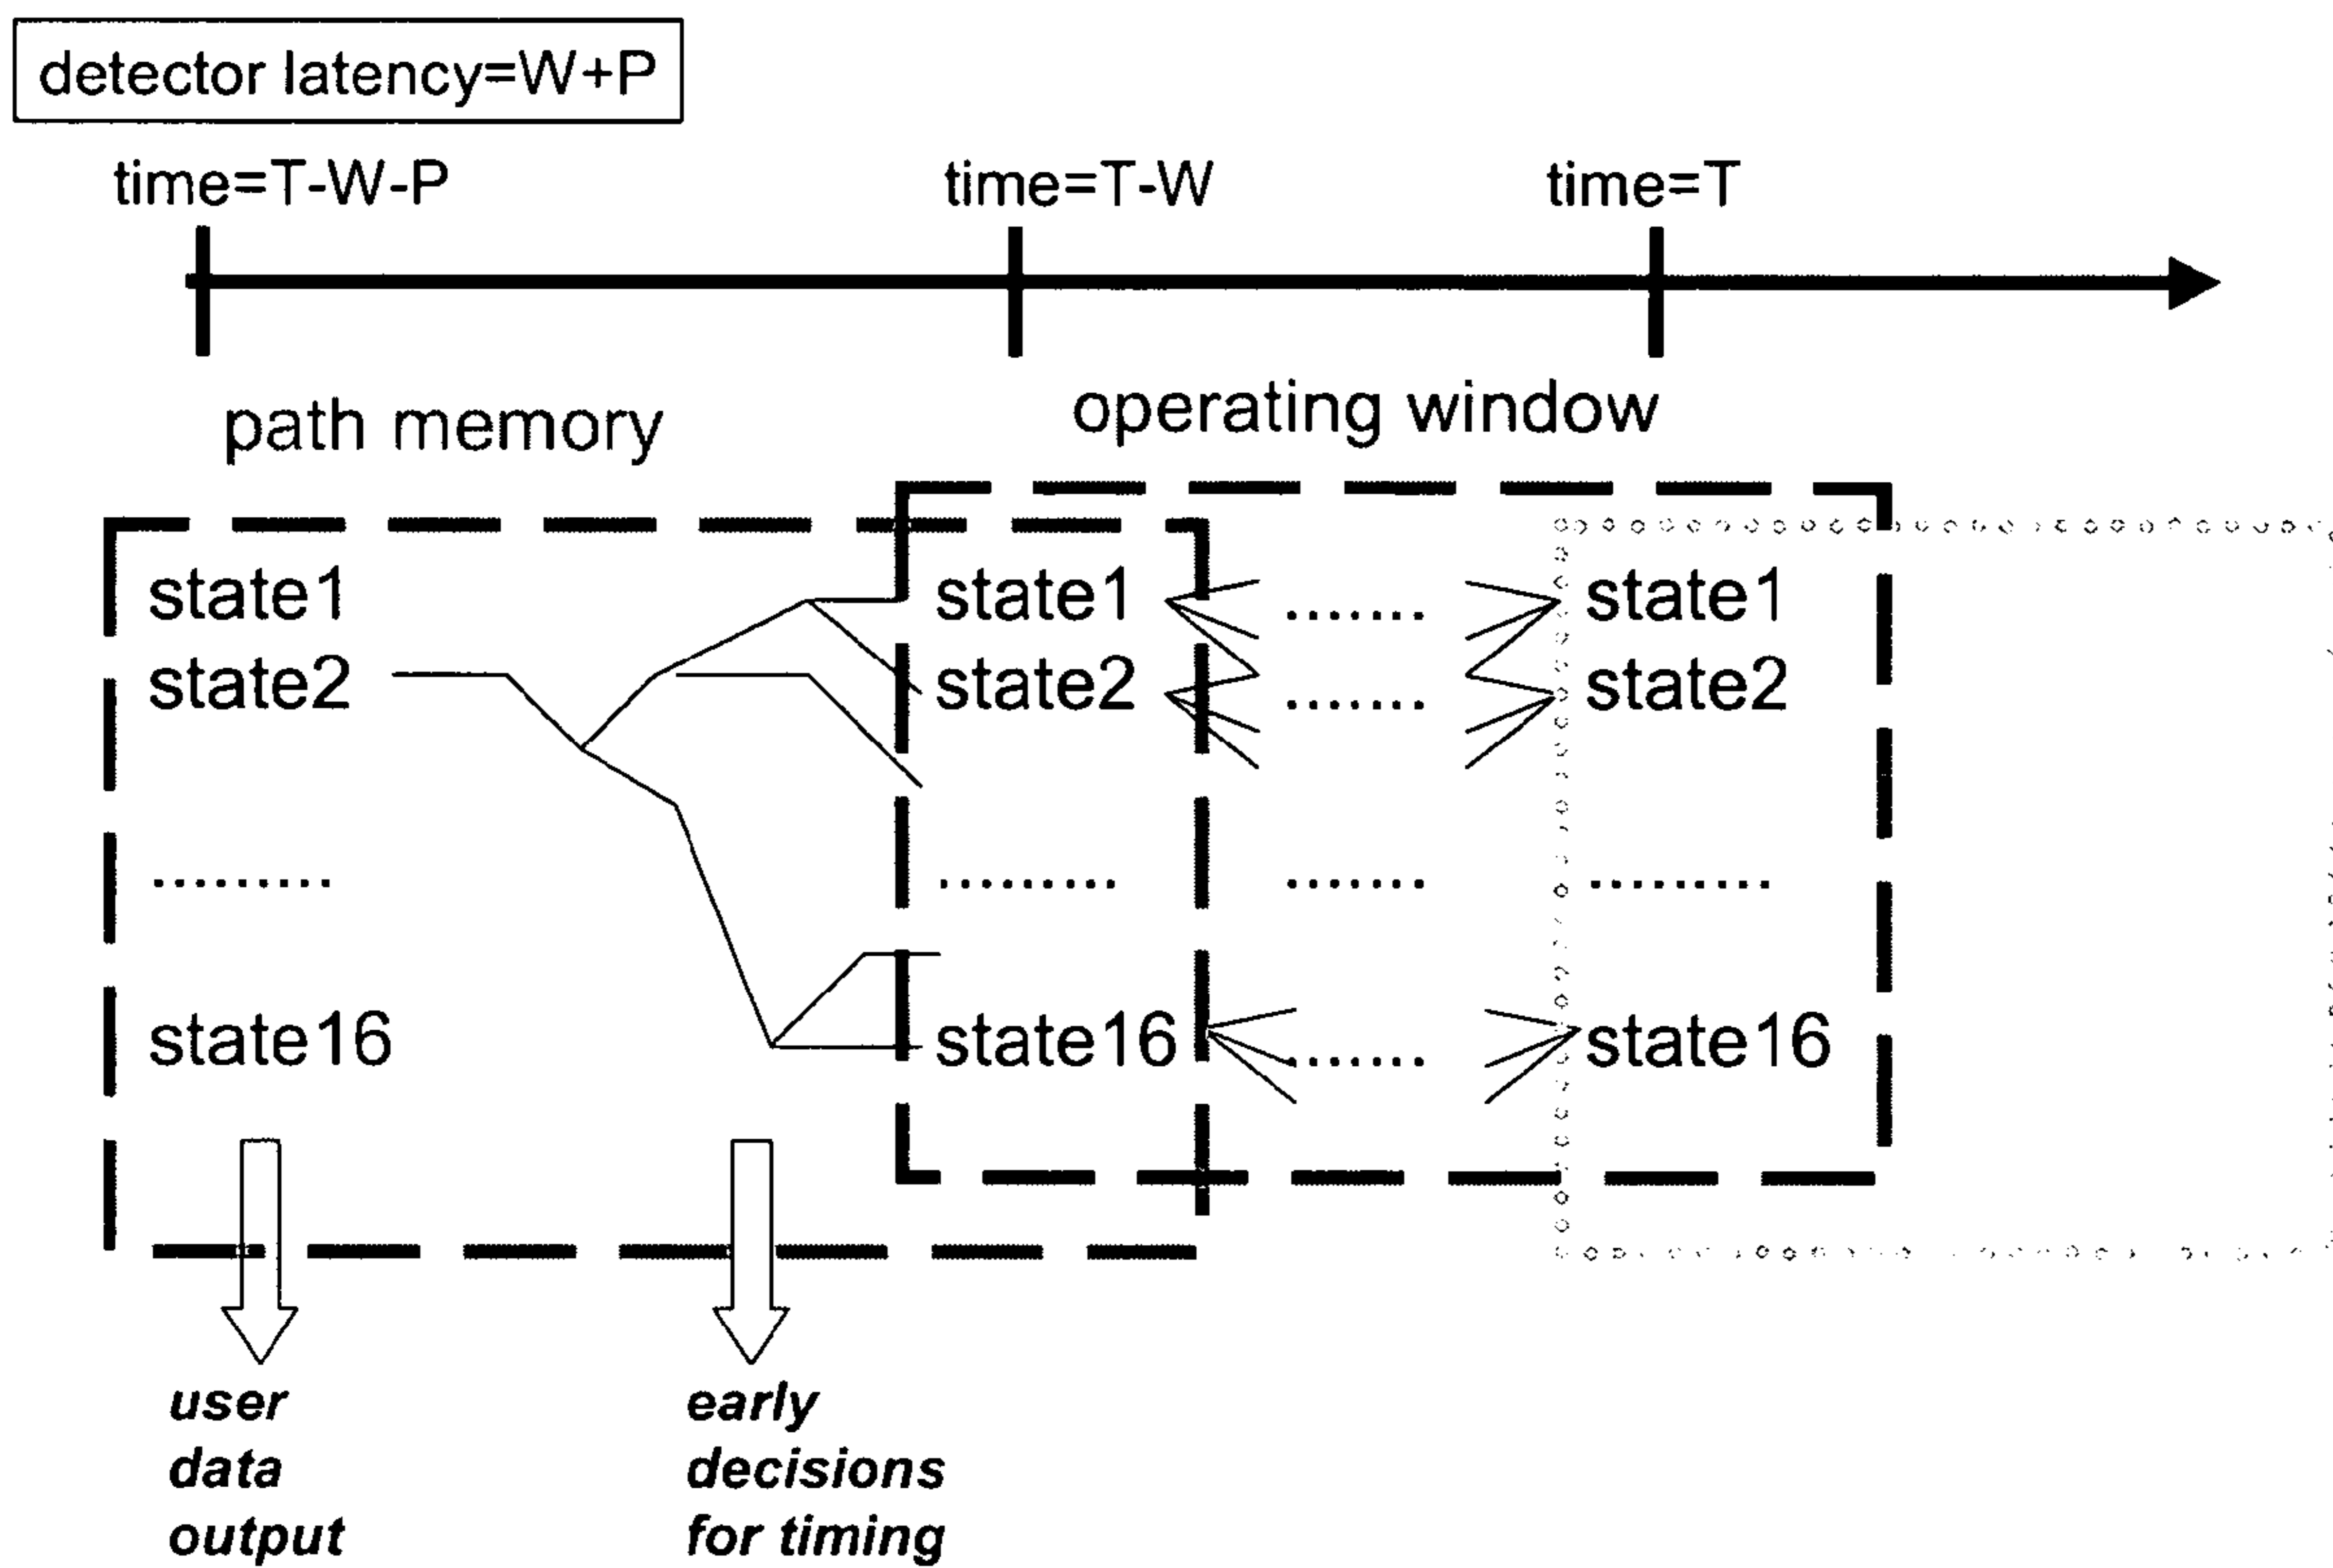 detector latency=W+P
time=T-W-P time=T-W time=T
path memory operating window
state1 state1 ....... state1
state2 state2 ....... state2
......... ......... ....... .........
state16 state16 ....... state16
user
data
output
early
decisions
for timing